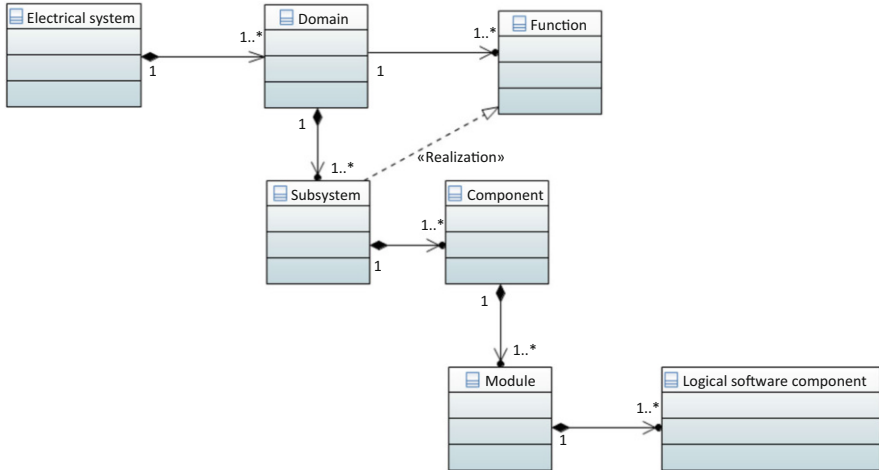 Electrical system
Domain
Function
1..*
1..*
1
1
1
«Realization»
1..*
Subsystem
Component
1..*
1
1
1..*
Module
Logical software component
1..*
1